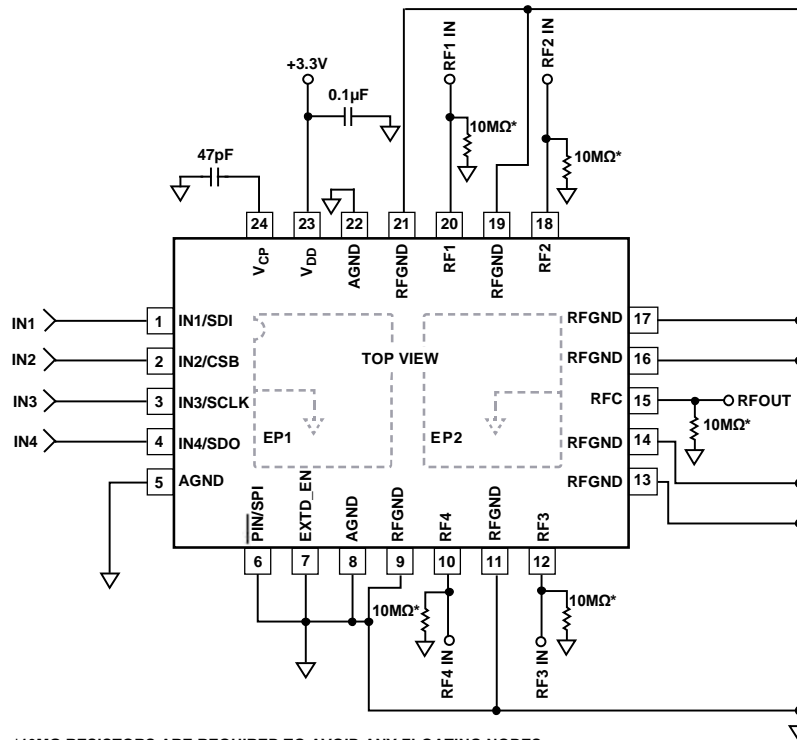 RF1 IN
RF2 IN
+3.3V
0.1µF
10MΩ*
10MΩ*
47pF
24
23
22
21
20
19
18
VCP
VDD
AGND
RFGND
RF1
RFGND
RF2
IN1
1
IN1/SDI
RFGND
17
IN2
2
IN2/CSB
TOP VIEW
RFGND
16
IN3
3
IN3/SCLK
RFC
15
RFOUT
10MΩ*
IN4
4
IN4/SDO
EP1
EP2
RFGND
14
5
AGND
RFGND
13
PIN/SPI
EXTD_EN
AGND
RFGND
RF4
RFGND
RF3
6
7
8
9
10
11
12
10MΩ*
10MΩ*
RF4 IN
RF3 IN